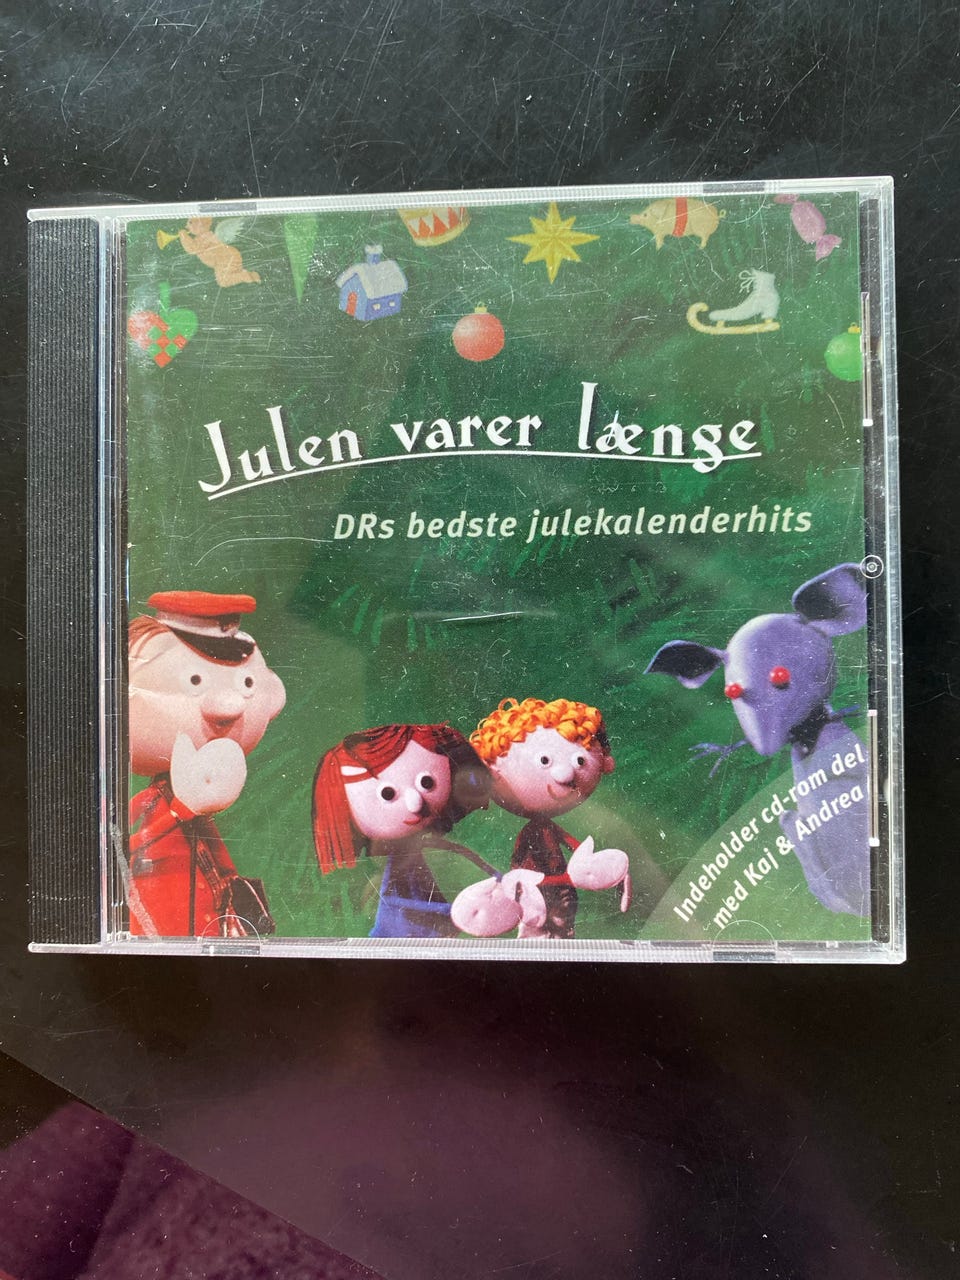 Julen varer længe
DRs bedste julekalenderhits
Indeholder cd-rom del
med Kaj & Andrea